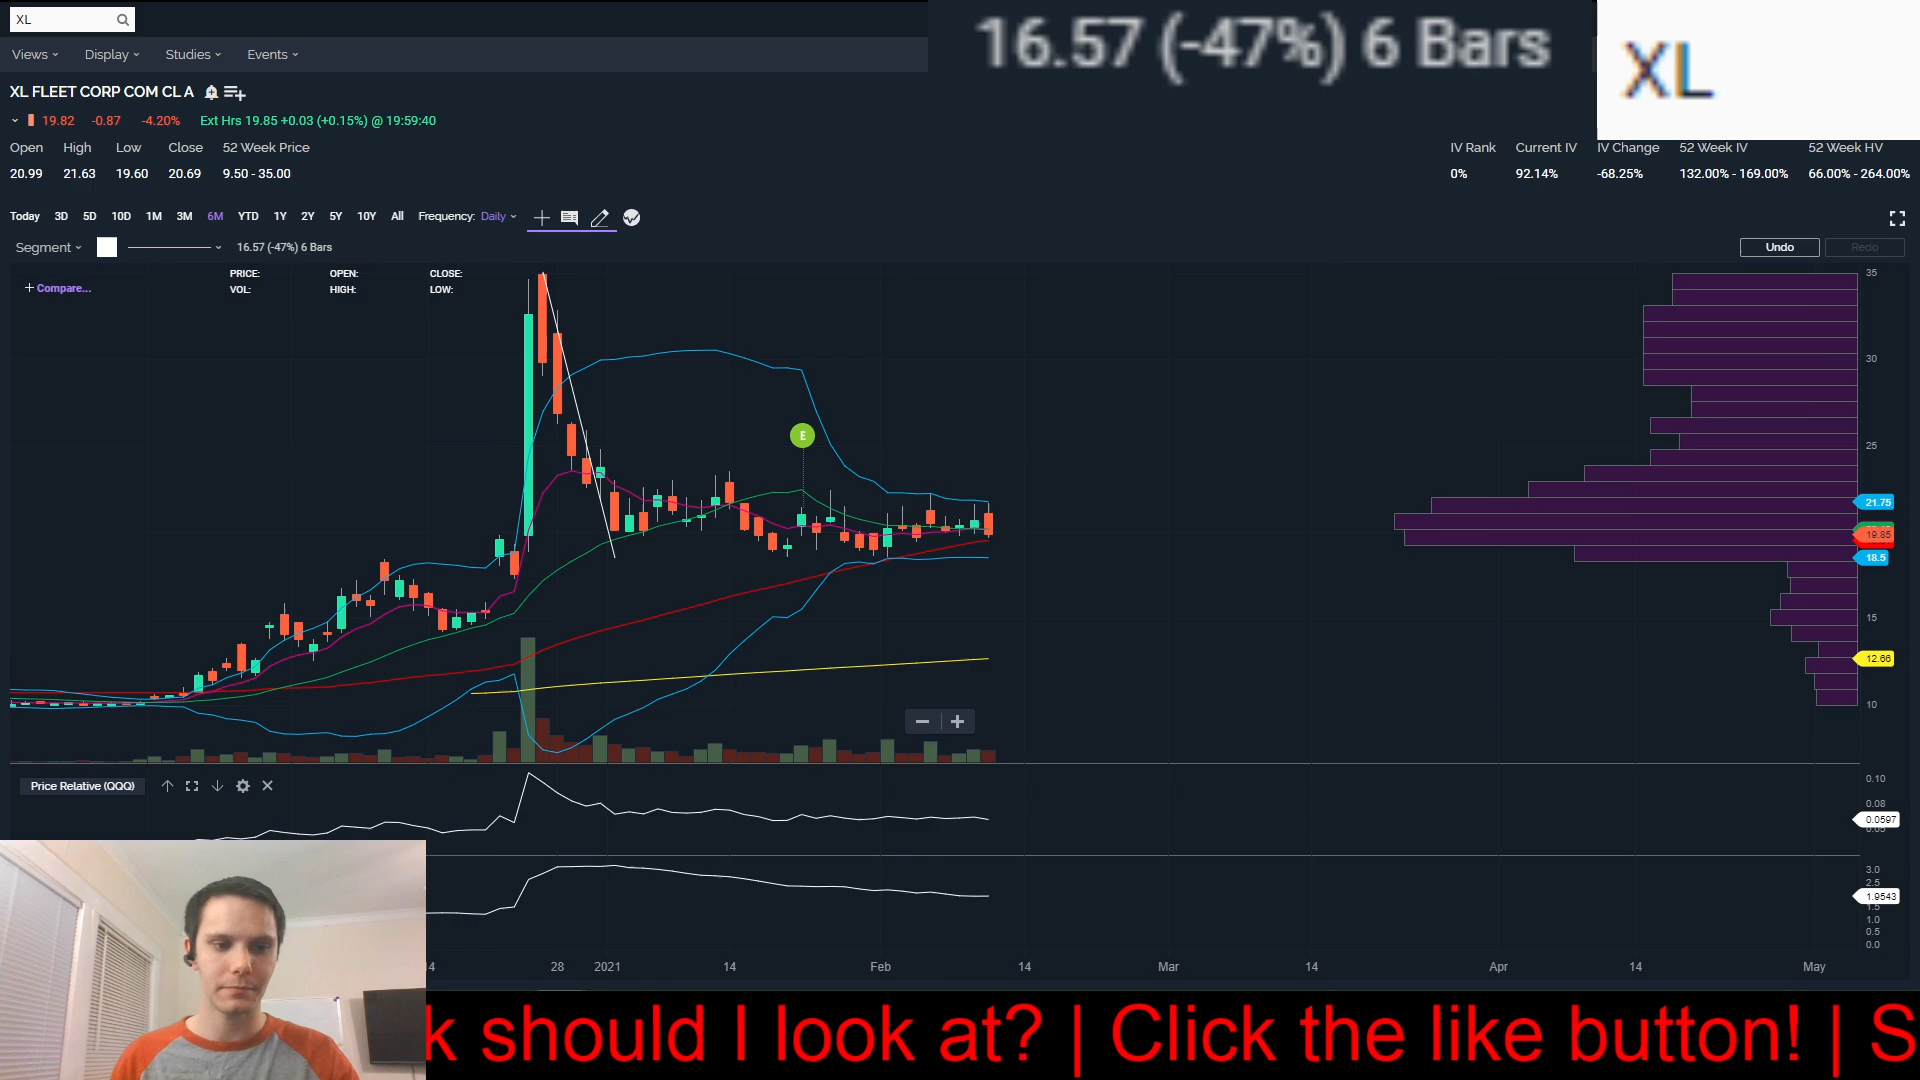 XL
16.57 (-47%) 6 Bars
XL
Views Display Studies Events
XL FLEET CORP COM CL A
19.82 -0.87 -4.20% Ext Hrs 19.85 +0.03 (+0.15%) @ 19:59:40
Open High Low Close 52 Week Price
20.99 21.63 19.60 20.69 9.50 - 35.00
IV Rank Current IV IV Change 52 Week IV 52 Week HV
0% 92.14% -68.25% 132.00% - 169.00% 66.00% - 264.00%
Today 3D 5D 10D 1M 3M 6M YTD 1Y 2Y 5Y 10Y All Frequency: Daily
Segment 16.57 (-47%) 6 Bars
Undo Redo
+ Compare...
PRICE: OPEN: CLOSE:
VOL: HIGH: LOW:
E
35
30
25
21.75
19.85
18.5
15
12.66
10
Price Relative (QQQ)
0.10
0.08
0.0597
3.0
2.5
1.9543
1.5
1.0
0.5
0.0
28 2021 14 Feb 14 Mar 14 Apr 14 May
k should I look at? | Click the like button! | S